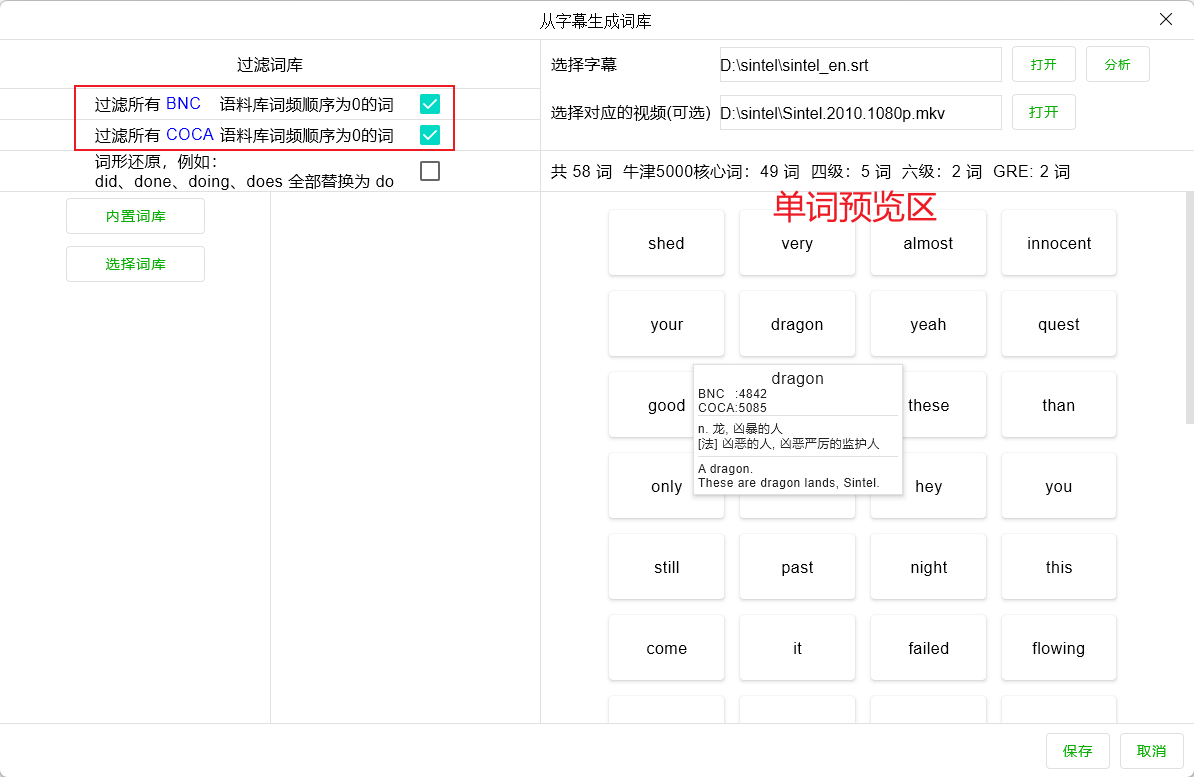 从字幕生成词库
过滤词库
过滤所有 BNC 语料库词频顺序为0的词
过滤所有 COCA 语料库词频顺序为0的词
词形还原，例如：
did、done、doing、does 全部替换为 do
内置词库
选择词库
选择字幕 D:\sintel\sintel_en.srt 打开 分析
选择对应的视频(可选) D:\sintel\Sintel.2010.1080p.mkv 打开
共 58 词 牛津5000核心词：49 词 四级：5 词 六级：2 词 GRE: 2 词
单词预览区
shed very almost innocent
your dragon yeah quest
good these than
dragon
BNC :4842
COCA:5085
n. 龙, 凶暴的人
[法] 凶恶的人, 凶恶严厉的监护人
A dragon.
These are dragon lands, Sintel.
only hey you
still past night this
come it failed flowing
保存 取消